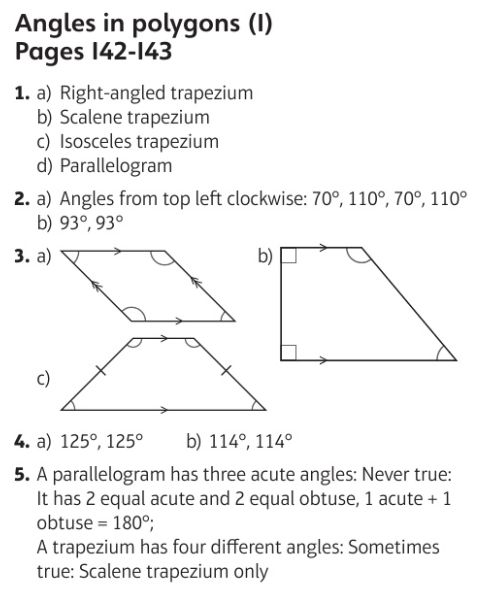 Angles in polygons (I)
Pages 142-143
1. a) Right-angled trapezium
b) Scalene trapezium
c) Isosceles trapezium
d) Parallelogram
2. a) Angles from top left clockwise: 70°, 110°, 70°, 110°
b) 93°, 93°
3. a) b)
c)
4. a) 125°, 125° b) 114°, 114°
5. A parallelogram has three acute angles: Never true:
It has 2 equal acute and 2 equal obtuse, 1 acute + 1
obtuse = 180°;
A trapezium has four different angles: Sometimes
true: Scalene trapezium only